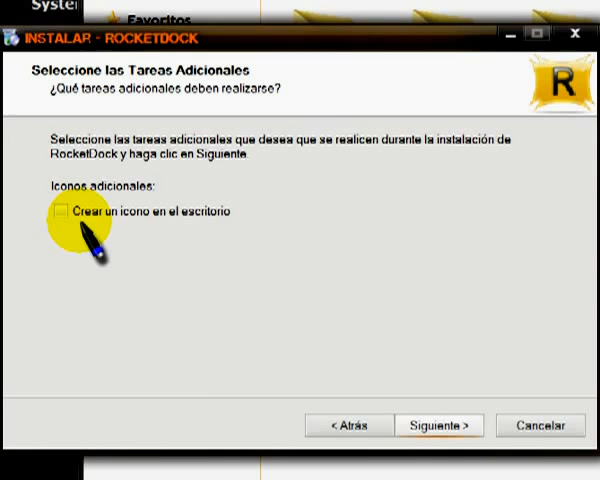 System
Favoritos
INSTALAR - ROCKETDOCK
Seleccione las Tareas Adicionales
¿Qué tareas adicionales deben realizarse?
R
Seleccione las tareas adicionales que desea que se realicen durante la instalación de
RocketDock y haga clic en Siguiente.
Iconos adicionales:
Crear un icono en el escritorio
< Atrás
Siguiente >
Cancelar